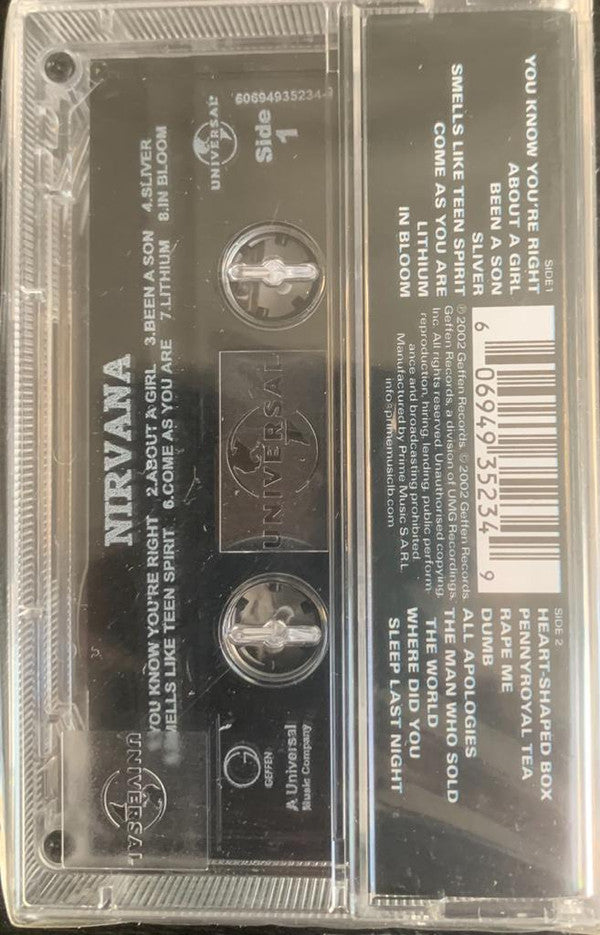 60694935234-9
Side
1
UNIVERSAL
NIRVANA
YOU KNOW YOU'RE RIGHT 2.ABOUT A GIRL 3.BEEN A SON 4.SLIVER
SMELLS LIKE TEEN SPIRIT 6.COME AS YOU ARE 7.LITHIUM 8.IN BLOOM
UNIVERSAL
GEFFEN
A Universal
Music Company
UNIVERSAL
SIDE1
YOU KNOW YOU'RE RIGHT
ABOUT A GIRL
BEEN A SON
SLIVER
SMELLS LIKE TEEN SPIRIT
COME AS YOU ARE
LITHIUM
IN BLOOM
6 06949 35234 9
℗ 2002 Geffen Records. © 2002 Geffen Records
Geffen Records, a division of UMG Recordings,
Inc. All rights reserved. Unauthorised copying,
reproduction, hiring, lending, public perform-
ance and broadcasting prohibited.
Manufactured by Prime Music S.A.R.L.
info@primemusiclb.com
SIDE 2
HEART-SHAPED BOX
PENNYROYAL TEA
RAPE ME
DUMB
ALL APOLOGIES
THE MAN WHO SOLD
THE WORLD
WHERE DID YOU
SLEEP LAST NIGHT